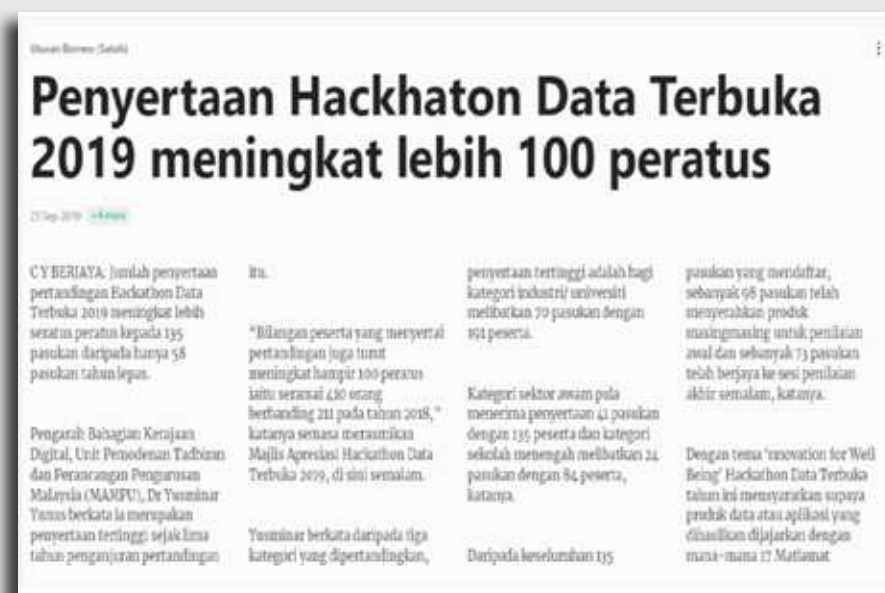 Utusan Borneo (Sabah)
Penyertaan Hackhaton Data Terbuka
2019 meningkat lebih 100 peratus
Sep 2019
CYBERJAYA: Jumlah penyertaan
pertandingan Hackathon Data
Terbuka 2019 meningkat lebih
seratus peratus kepada 135
pasukan daripada hanya 58
pasukan tahun lepas.
Pengarah Bahagian Kerajaan
Digital, Unit Pemodenan Tadbiran
dan Perancangan Pengurusan
Malaysia (MAMPU), Dr Yusminar
Yunus berkata ia merupakan
penyertaan tertinggi sejak lima
tahun penganjuran pertandingan
itu.
"Bilangan peserta yang menyertai
pertandingan juga turut
meningkat hampir 100 peratus
iaitu seramai 410 orang
berbanding 211 pada tahun 2018,"
katanya semasa merasmikan
Majlis Apresiasi Hackathon Data
Terbuka 2019, di sini semalam.
Yusminar berkata daripada tiga
kategori yang dipertandingkan,
penyertaan tertinggi adalah bagi
kategori industri/ universiti
melibatkan 70 pasukan dengan
191 peserta.
Kategori sektor awam pula
menerima penyertaan 41 pasukan
dengan 135 peserta dan kategori
sekolah menengah melibatkan 24
pasukan dengan 84 peserta,
katanya.
Daripada keseluruhan 135
pasukan yang mendaftar,
sebanyak 98 pasukan telah
menyerahkan produk
masingmasing untuk penilaian
awal dan sebanyak 73 pasukan
telah berjaya ke sesi penilaian
akhir semalam, katanya.
Dengan tema 'nnovation for Well
Being' Hackathon Data Terbuka
tahun ini mensyaratkan supaya
produk data atau aplikasi yang
dihasilkan dijajarkan dengan
mana-mana 17 Matlamat